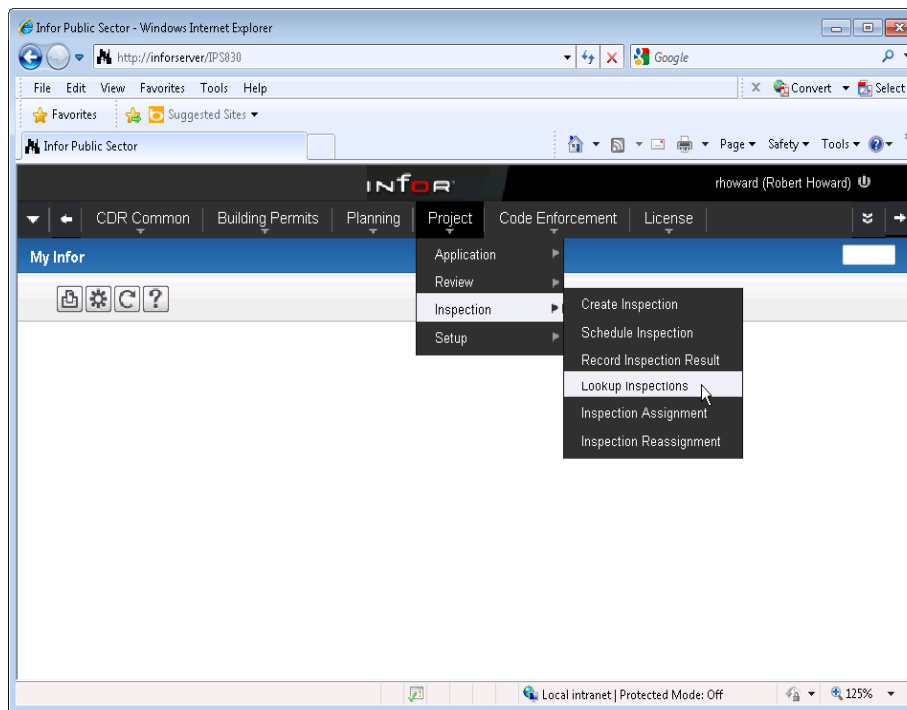 Infor Public Sector - Windows Internet Explorer
http://inforserver/IPS830
Google
File Edit View Favorites Tools Help
x Convert Select
Favorites Suggested Sites
Infor Public Sector
Page Safety Tools
INFOR
rhoward (Robert Howard)
CDR Common Building Permits Planning Project Code Enforcement License
My Infor
Application
Review
Inspection
Setup
Create Inspection
Schedule Inspection
Record Inspection Result
Lookup Inspections
Inspection Assignment
Inspection Reassignment
Local intranet | Protected Mode: Off
125%